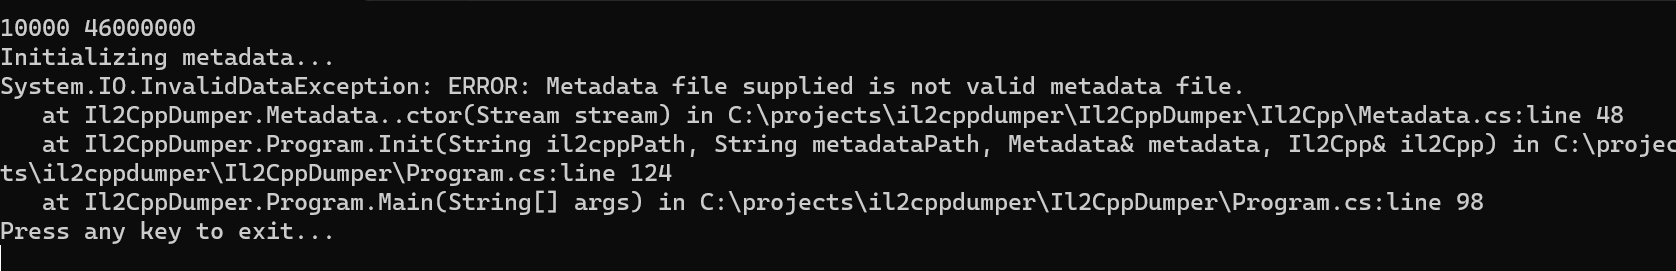 10000 46000000
Initializing metadata...
System.IO.InvalidDataException: ERROR: Metadata file supplied is not valid metadata file.
   at Il2CppDumper.Metadata..ctor(Stream stream) in C:\projects\il2cppdumper\Il2CppDumper\Il2Cpp\Metadata.cs:line 48
   at Il2CppDumper.Program.Init(String il2cppPath, String metadataPath, Metadata& metadata, Il2Cpp& il2Cpp) in C:\projec
ts\il2cppdumper\Il2CppDumper\Program.cs:line 124
   at Il2CppDumper.Program.Main(String[] args) in C:\projects\il2cppdumper\Il2CppDumper\Program.cs:line 98
Press any key to exit...